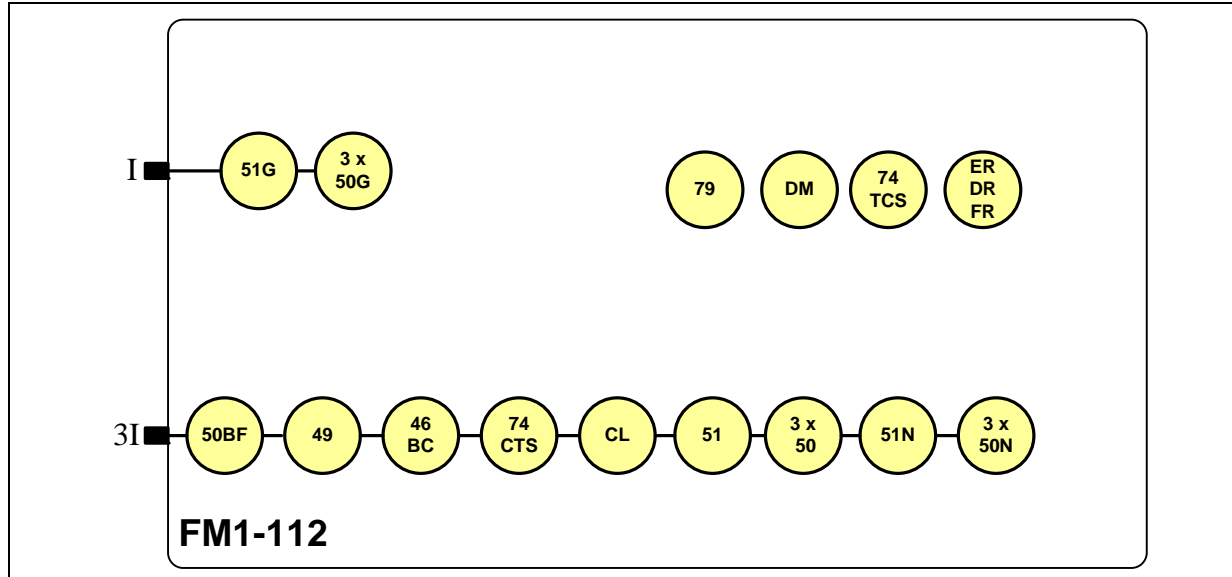 I
51G
3 x
50G
79
DM
74
TCS
ER
DR
FR
3I
50BF
49
46
BC
74
CTS
CL
51
3 x
50
51N
3 x
50N
FM1-112